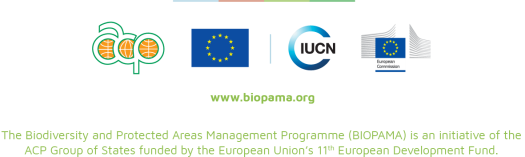 acp
IUCN
European
Commission
www.biopama.org
The Biodiversity and Protected Areas Management Programme (BIOPAMA) is an initiative of the
ACP Group of States funded by the European Union's 11th European Development Fund.